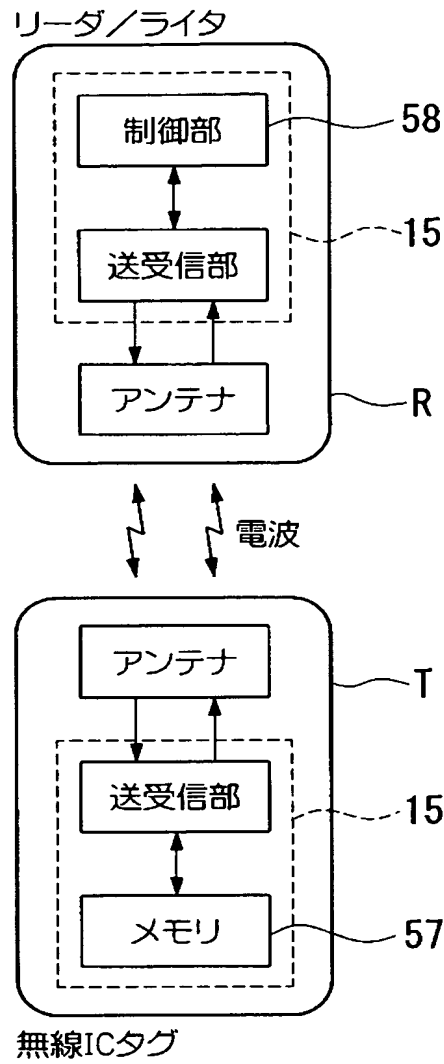 リーダ／ライタ
制御部
58
15
送受信部
アンテナ
R
電波
アンテナ
T
送受信部
15
メモリ
57
無線ICタグ